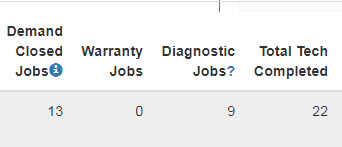 Demand
Closed Warranty Diagnostic Total Tech
Jobs Jobs Jobs? Completed
13 0 9 22